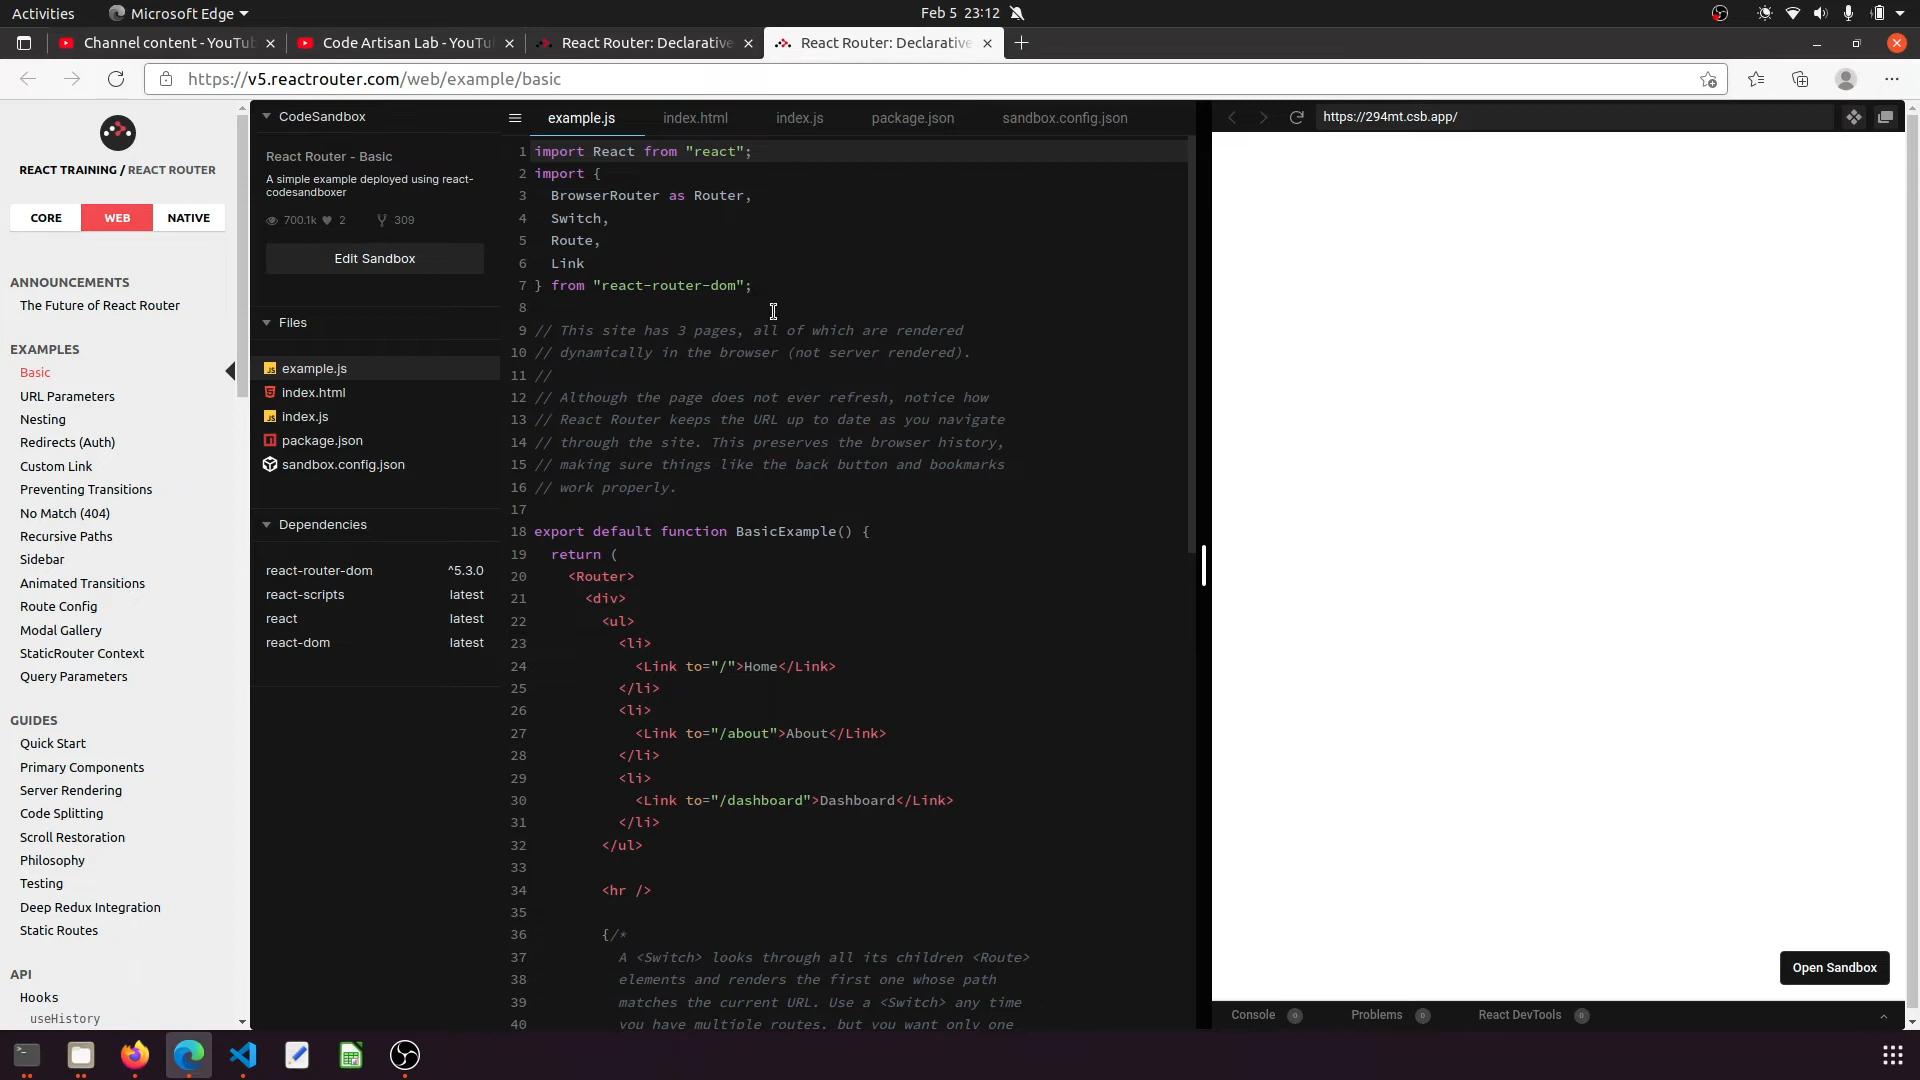 Activities
Microsoft Edge
Feb 5 23:12
Channel content - YouTub
Code Artisan Lab - YouTu
React Router: Declarative
React Router: Declarative
https://v5.reactrouter.com/web/example/basic
REACT TRAINING / REACT ROUTER
CORE
WEB
NATIVE
ANNOUNCEMENTS
The Future of React Router
EXAMPLES
Basic
URL Parameters
Nesting
Redirects (Auth)
Custom Link
Preventing Transitions
No Match (404)
Recursive Paths
Sidebar
Animated Transitions
Route Config
Modal Gallery
StaticRouter Context
Query Parameters
GUIDES
Quick Start
Primary Components
Server Rendering
Code Splitting
Scroll Restoration
Philosophy
Testing
Deep Redux Integration
Static Routes
API
Hooks
useHistory
CodeSandbox
React Router - Basic
A simple example deployed using react-
codesandboxer
700.1k 2 309
Edit Sandbox
Files
example.js
index.html
index.js
package.json
sandbox.config.json
Dependencies
react-router-dom ^5.3.0
react-scripts latest
react latest
react-dom latest
example.js
index.html
index.js
package.json
sandbox.config.json
1 import React from "react";
2 import {
3 BrowserRouter as Router,
4 Switch,
5 Route,
6 Link
7 } from "react-router-dom";
8
9 // This site has 3 pages, all of which are rendered
10 // dynamically in the browser (not server rendered).
11 //
12 // Although the page does not ever refresh, notice how
13 // React Router keeps the URL up to date as you navigate
14 // through the site. This preserves the browser history,
15 // making sure things like the back button and bookmarks
16 // work properly.
17
18 export default function BasicExample() {
19 return (
20 <Router>
21 <div>
22 <ul>
23 <li>
24 <Link to="/">Home</Link>
25 </li>
26 <li>
27 <Link to="/about">About</Link>
28 </li>
29 <li>
30 <Link to="/dashboard">Dashboard</Link>
31 </li>
32 </ul>
33
34 <hr />
35
36 {/*
37 A <Switch> looks through all its children <Route>
38 elements and renders the first one whose path
39 matches the current URL. Use a <Switch> any time
40 you have multiple routes, but you want only one
https://294mt.csb.app/
Open Sandbox
Console 0
Problems 0
React DevTools 0